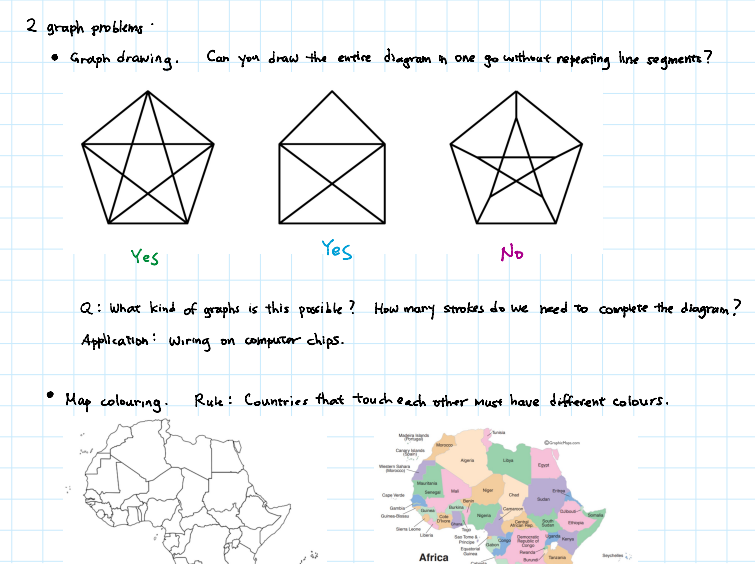 2 graph problems.
• Graph drawing. Can you draw the entire diagram in one go without repeating line segments?
Yes
Yes
No
Q: What kind of graphs is this possible? How many strokes do we need to complete the diagram?
Application: Wiring on computer chips.
• Map colouring. Rule: Countries that touch each other must have different colours.
Madeira Islands
(Portugal)
Tunisia
©GraphicMaps.com
Morocco
Canary Islands
(Spain)
Algeria
Libya
Egypt
Western Sahara
(Morocco)
Mauritania
Mali
Niger
Chad
Sudan
Eritrea
Cape Verde
Senegal
Gambia
Guinea-Bissau
Guinea
Burkina
Benin
Nigeria
Djibouti
Somalia
Ethiopia
Sierra Leone
Cote
D'Ivoire
Ghana
Togo
Cameroon
Central
African Rep.
South
Sudan
Liberia
Sao Tome &
Principe
Equatorial
Guinea
Gabon
Congo
Democratic
Republic of
Congo
Uganda
Kenya
Rwanda
Burundi
Tanzania
Seychelles
Africa